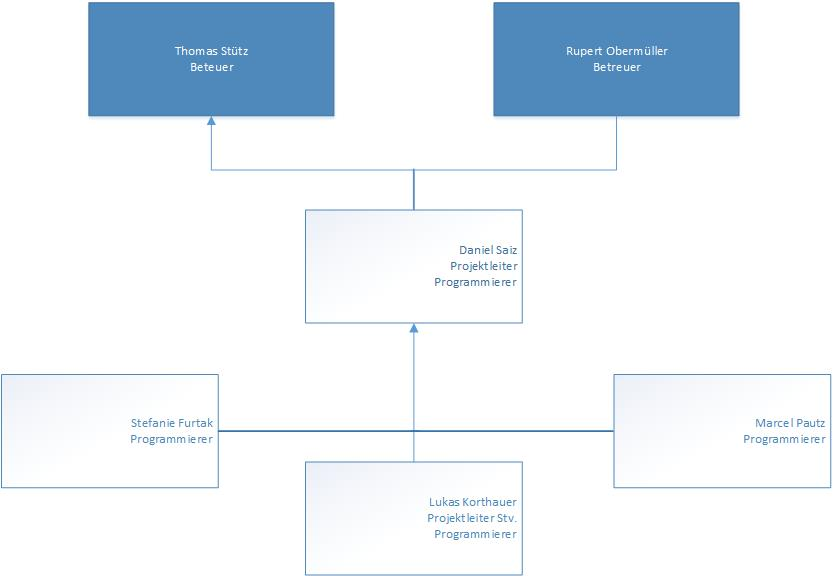 Thomas Stütz
Beteuer
Rupert Obermüller
Betreuer
Daniel Saiz
Projektleiter
Programmierer
Stefanie Furtak
Programmierer
Marcel Pautz
Programmierer
Lukas Korthauer
Projektleiter Stv.
Programmierer